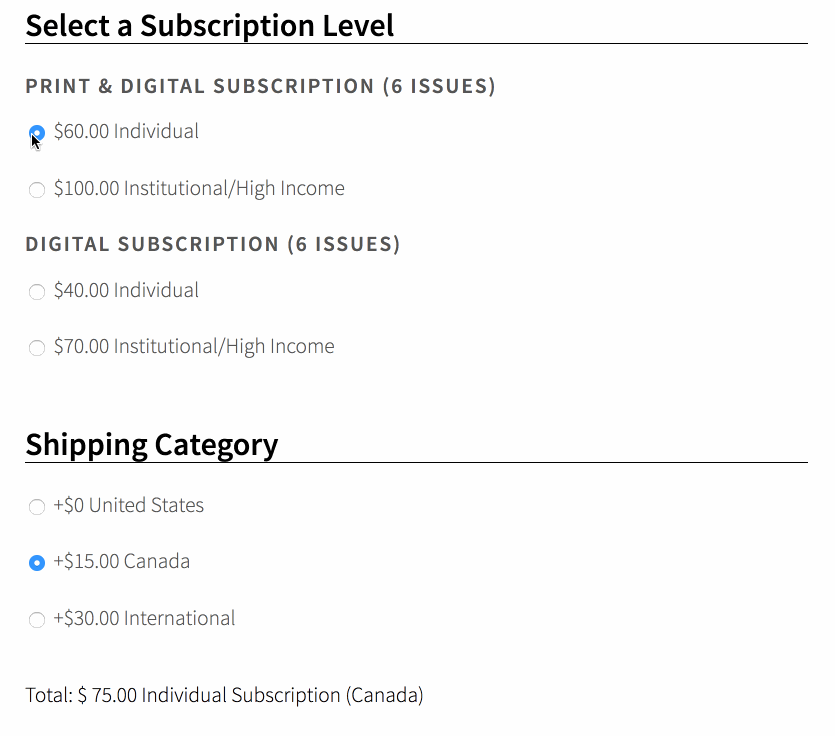 Select a Subscription Level
PRINT & DIGITAL SUBSCRIPTION (6 ISSUES)
$60.00 Individual
$100.00 Institutional/High Income
DIGITAL SUBSCRIPTION (6 ISSUES)
$40.00 Individual
$70.00 Institutional/High Income
Shipping Category
+$0 United States
+$15.00 Canada
+$30.00 International
Total: $ 75.00 Individual Subscription (Canada)